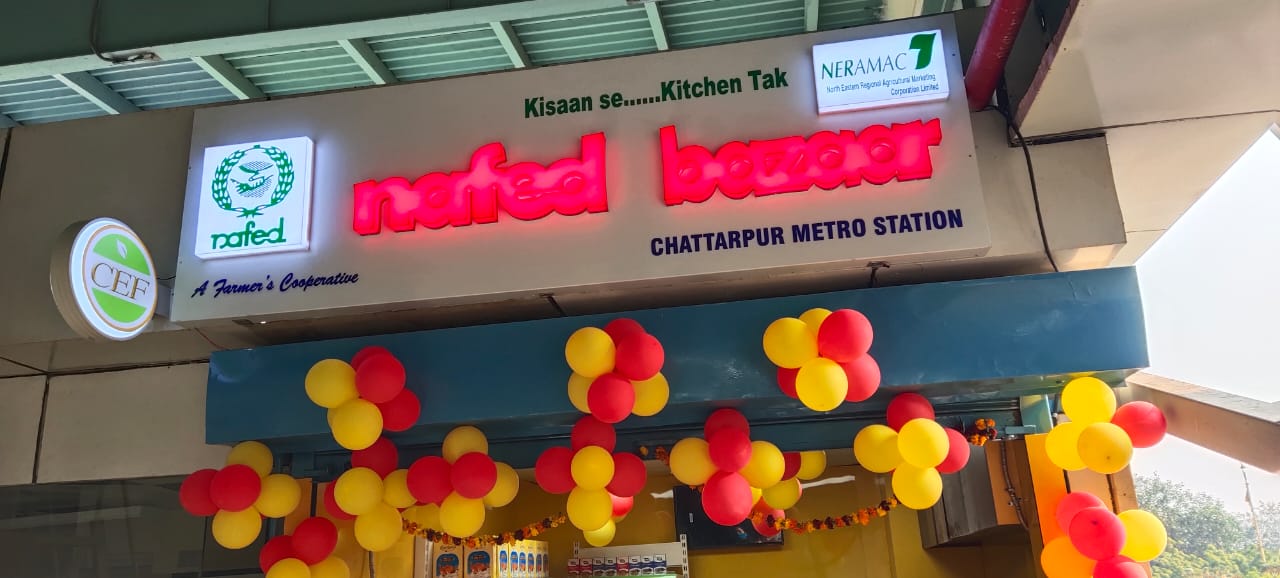 Kisaan se......Kitchen Tak
NERAMAC
North Eastern Regional Agricultural Marketing
Corporation Limited
nafed
nafed bazaar
CHATTARPUR METRO STATION
A Farmer's Cooperative
CEF